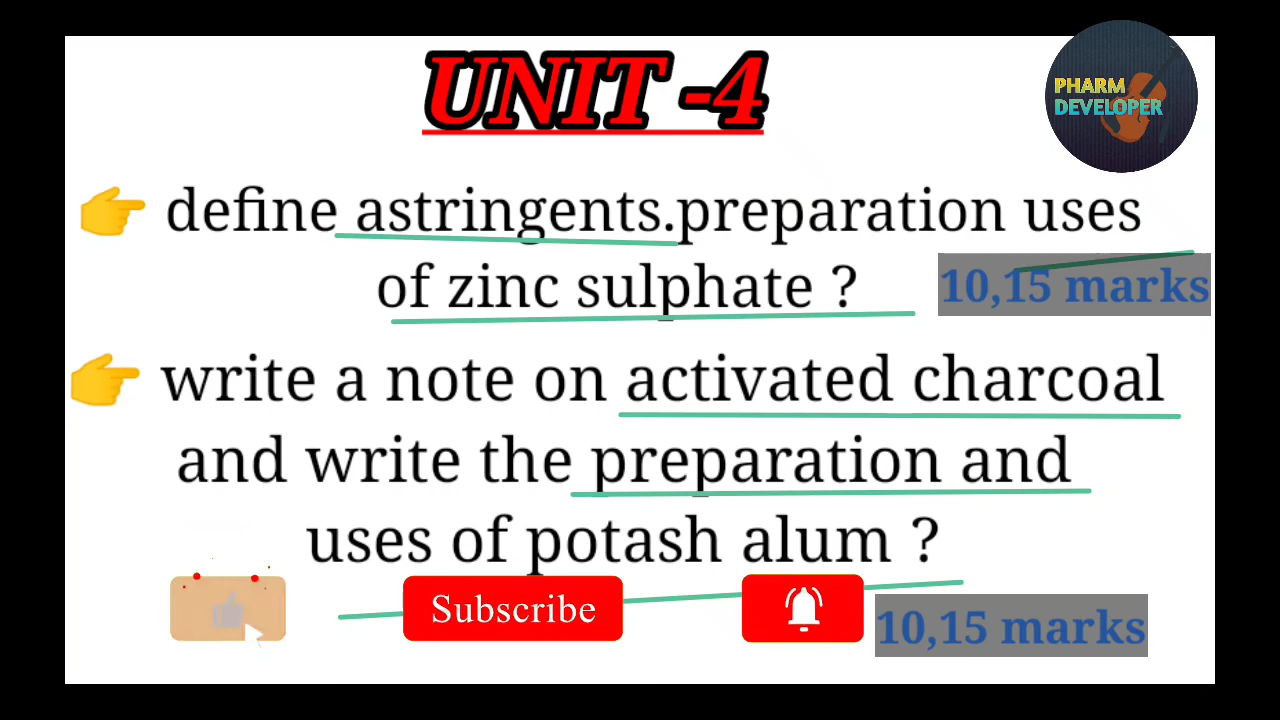 UNIT -4
PHARM
DEVELOPER
👉 define astringents.preparation uses
of zinc sulphate ?
10,15 marks
👉 write a note on activated charcoal
and write the preparation and
uses of potash alum ?
Subscribe
10,15 marks